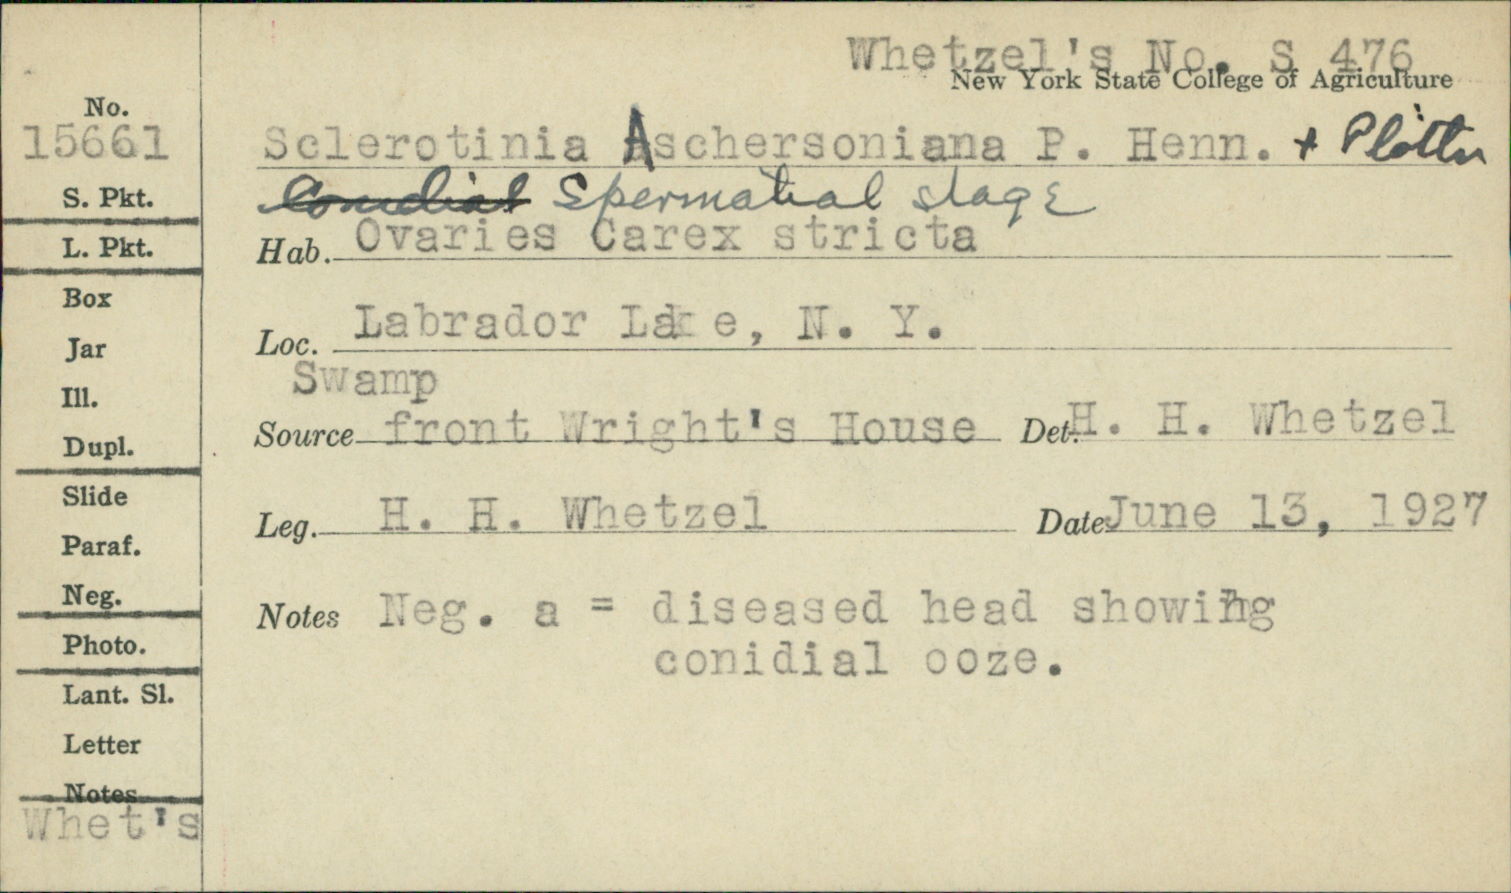 Whetzel's No. S 476
New York State College of Agriculture
No.
15661
S. Pkt.
L. Pkt.
Box
Jar
Ill.
Dupl.
Slide
Paraf.
Neg.
Photo.
Lant. Sl.
Letter
Notes
Whet's
Sclerotinia Aschersoniana P. Henn. + Plöttn
Conidial Spermatial stage
Hab. Ovaries Carex stricta
Loc. Labrador Lake, N. Y.
Swamp
Source front Wright's House Det. H. H. Whetzel
Leg. H. H. Whetzel Date June 13, 1927
Notes Neg. a = diseased head showing
conidial ooze.